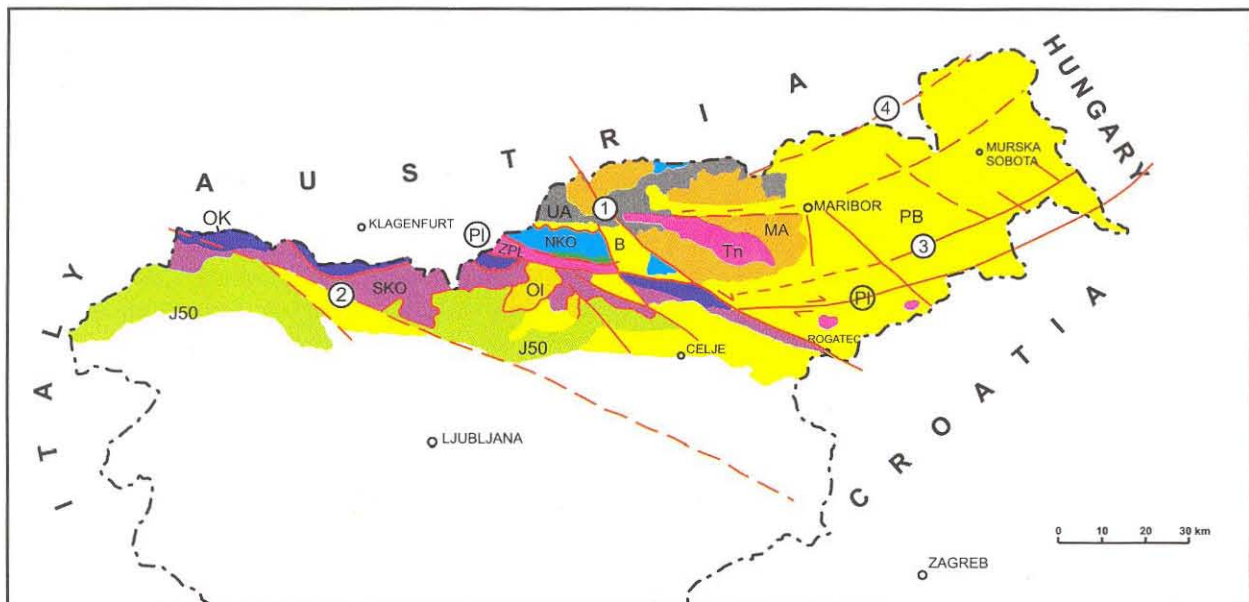 AUSTRIA
HUNGARY
ITALY
CROATIA
4
MURSKA
SOBOTA
OK
KLAGENFURT
PI
UA
1
MARIBOR
PB
ZPL
NKO
B
MA
Tn
3
SKO
2
OI
PI
J50
J50
CELJE
ROGATEC
LJUBLJANA
0 10 20 30 km
ZAGREB